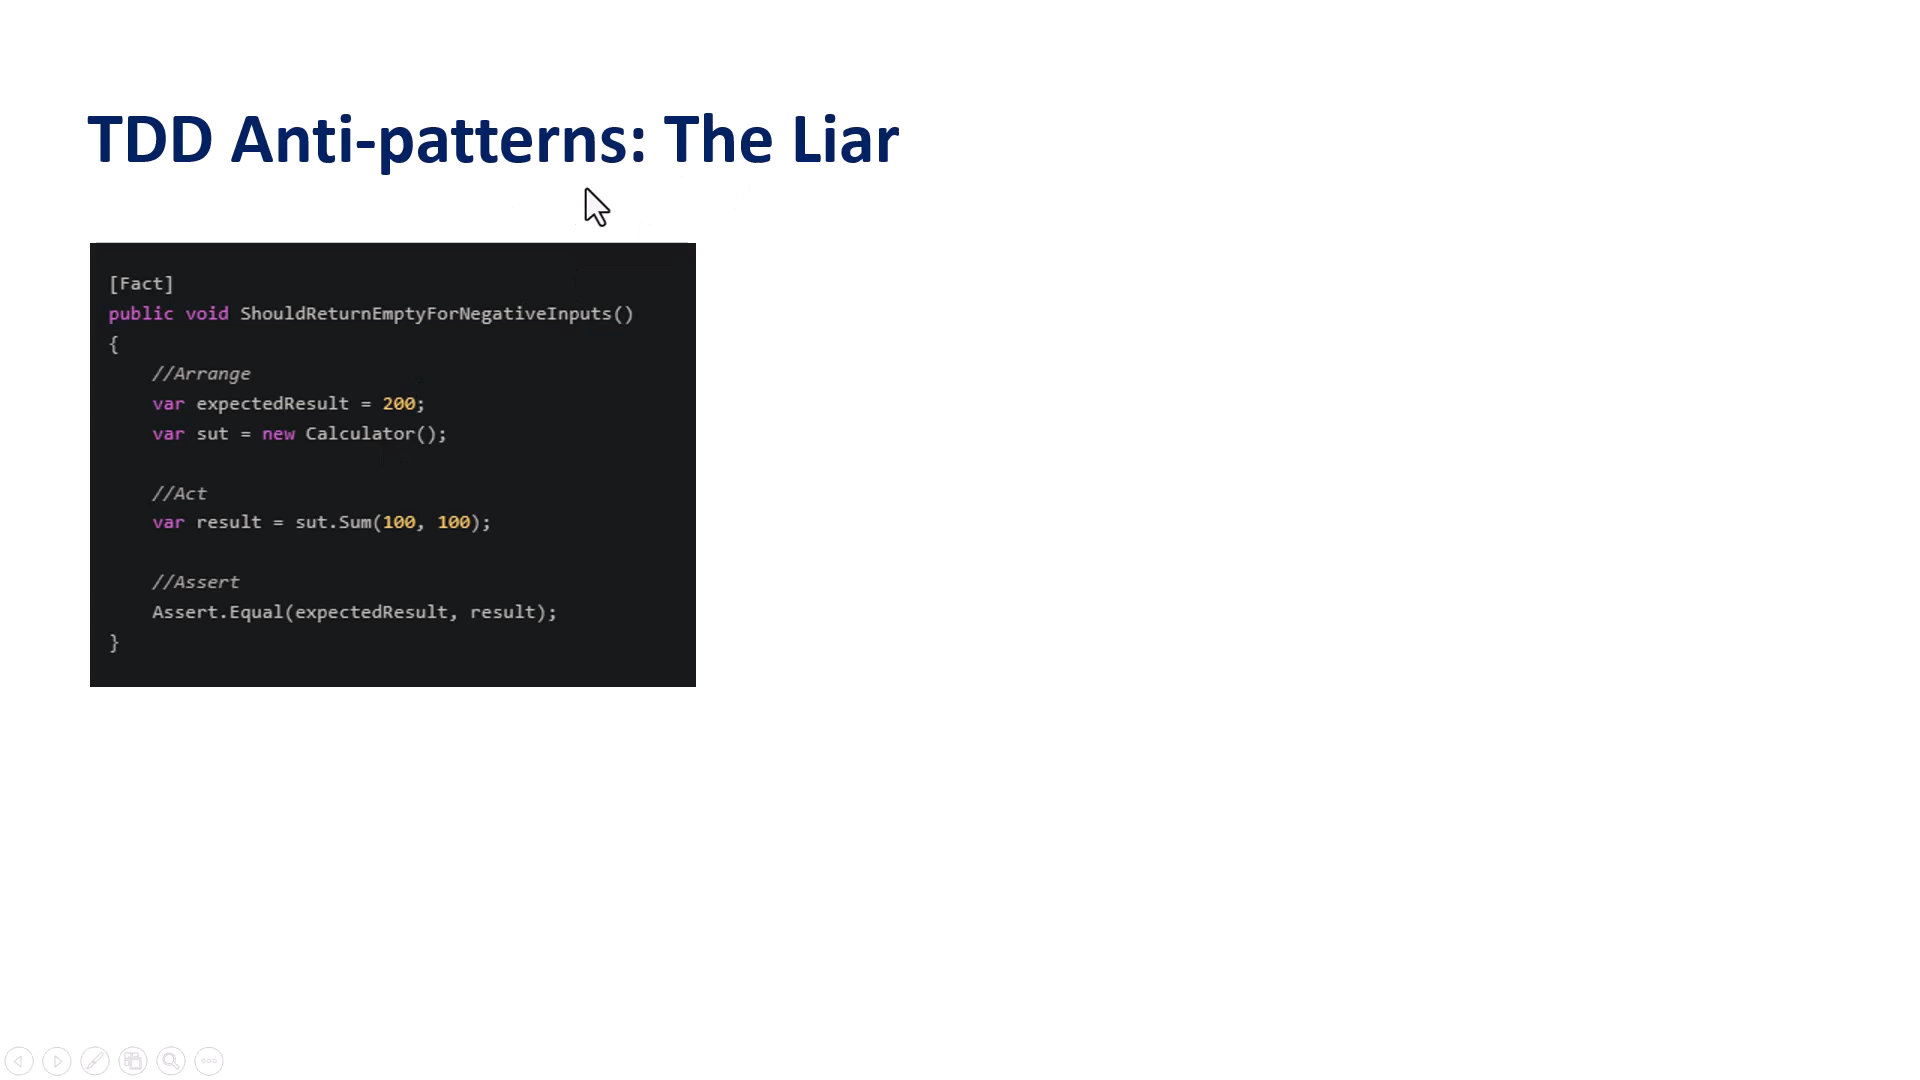 TDD Anti-patterns: The Liar
[Fact]
public void ShouldReturnEmptyForNegativeInputs()
{
    //Arrange
    var expectedResult = 200;
    var sut = new Calculator();
    //Act
    var result = sut.Sum(100, 100);
    //Assert
    Assert.Equal(expectedResult, result);
}